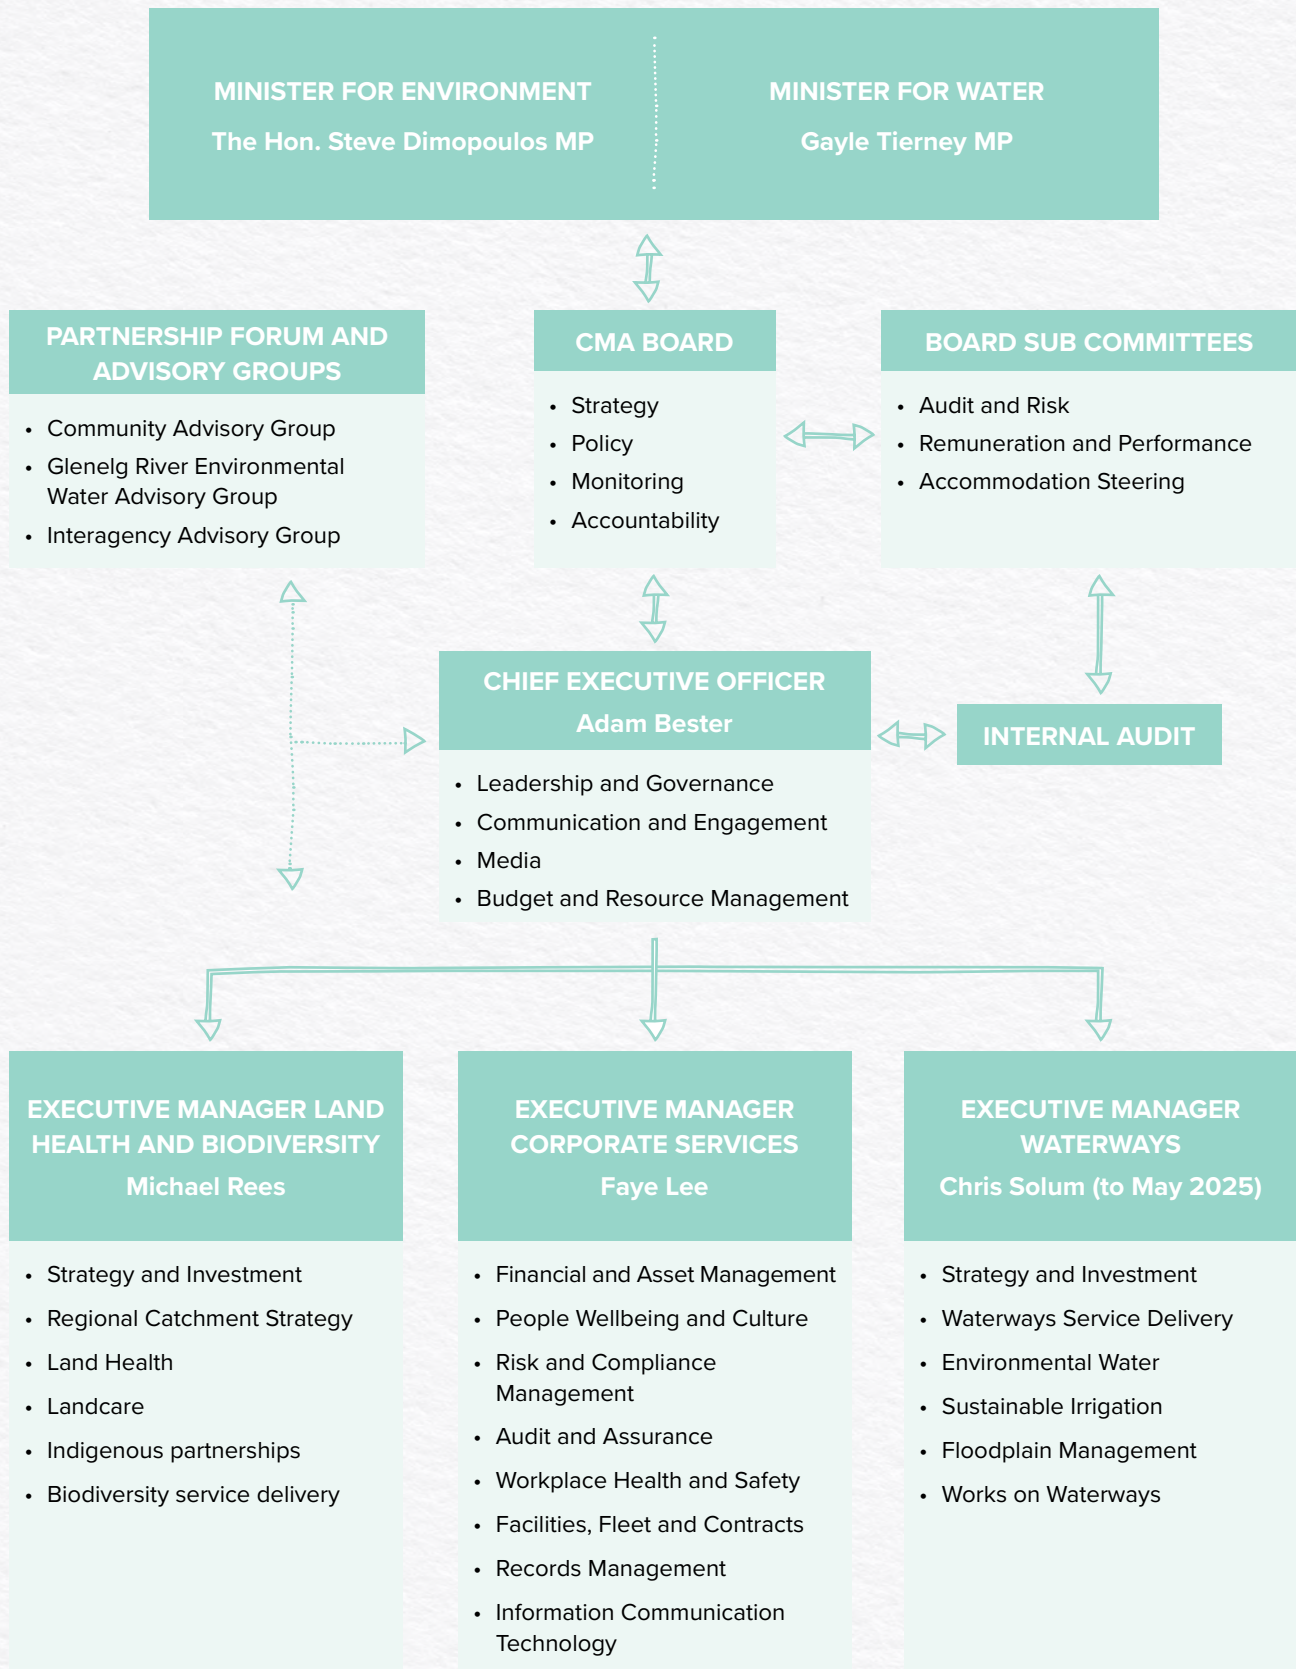 MINISTER FOR ENVIRONMENT
The Hon. Steve Dimopoulos MP
MINISTER FOR WATER
Gayle Tierney MP
PARTNERSHIP FORUM AND
ADVISORY GROUPS
• Community Advisory Group
• Glenelg River Environmental
Water Advisory Group
• Interagency Advisory Group
CMA BOARD
• Strategy
• Policy
• Monitoring
• Accountability
BOARD SUB COMMITTEES
• Audit and Risk
• Remuneration and Performance
• Accommodation Steering
CHIEF EXECUTIVE OFFICER
Adam Bester
• Leadership and Governance
• Communication and Engagement
• Media
• Budget and Resource Management
INTERNAL AUDIT
EXECUTIVE MANAGER LAND
HEALTH AND BIODIVERSITY
Michael Rees
• Strategy and Investment
• Regional Catchment Strategy
• Land Health
• Landcare
• Indigenous partnerships
• Biodiversity service delivery
EXECUTIVE MANAGER
CORPORATE SERVICES
Faye Lee
• Financial and Asset Management
• People Wellbeing and Culture
• Risk and Compliance
Management
• Audit and Assurance
• Workplace Health and Safety
• Facilities, Fleet and Contracts
• Records Management
• Information Communication
Technology
EXECUTIVE MANAGER
WATERWAYS
Chris Solum (to May 2025)
• Strategy and Investment
• Waterways Service Delivery
• Environmental Water
• Sustainable Irrigation
• Floodplain Management
• Works on Waterways